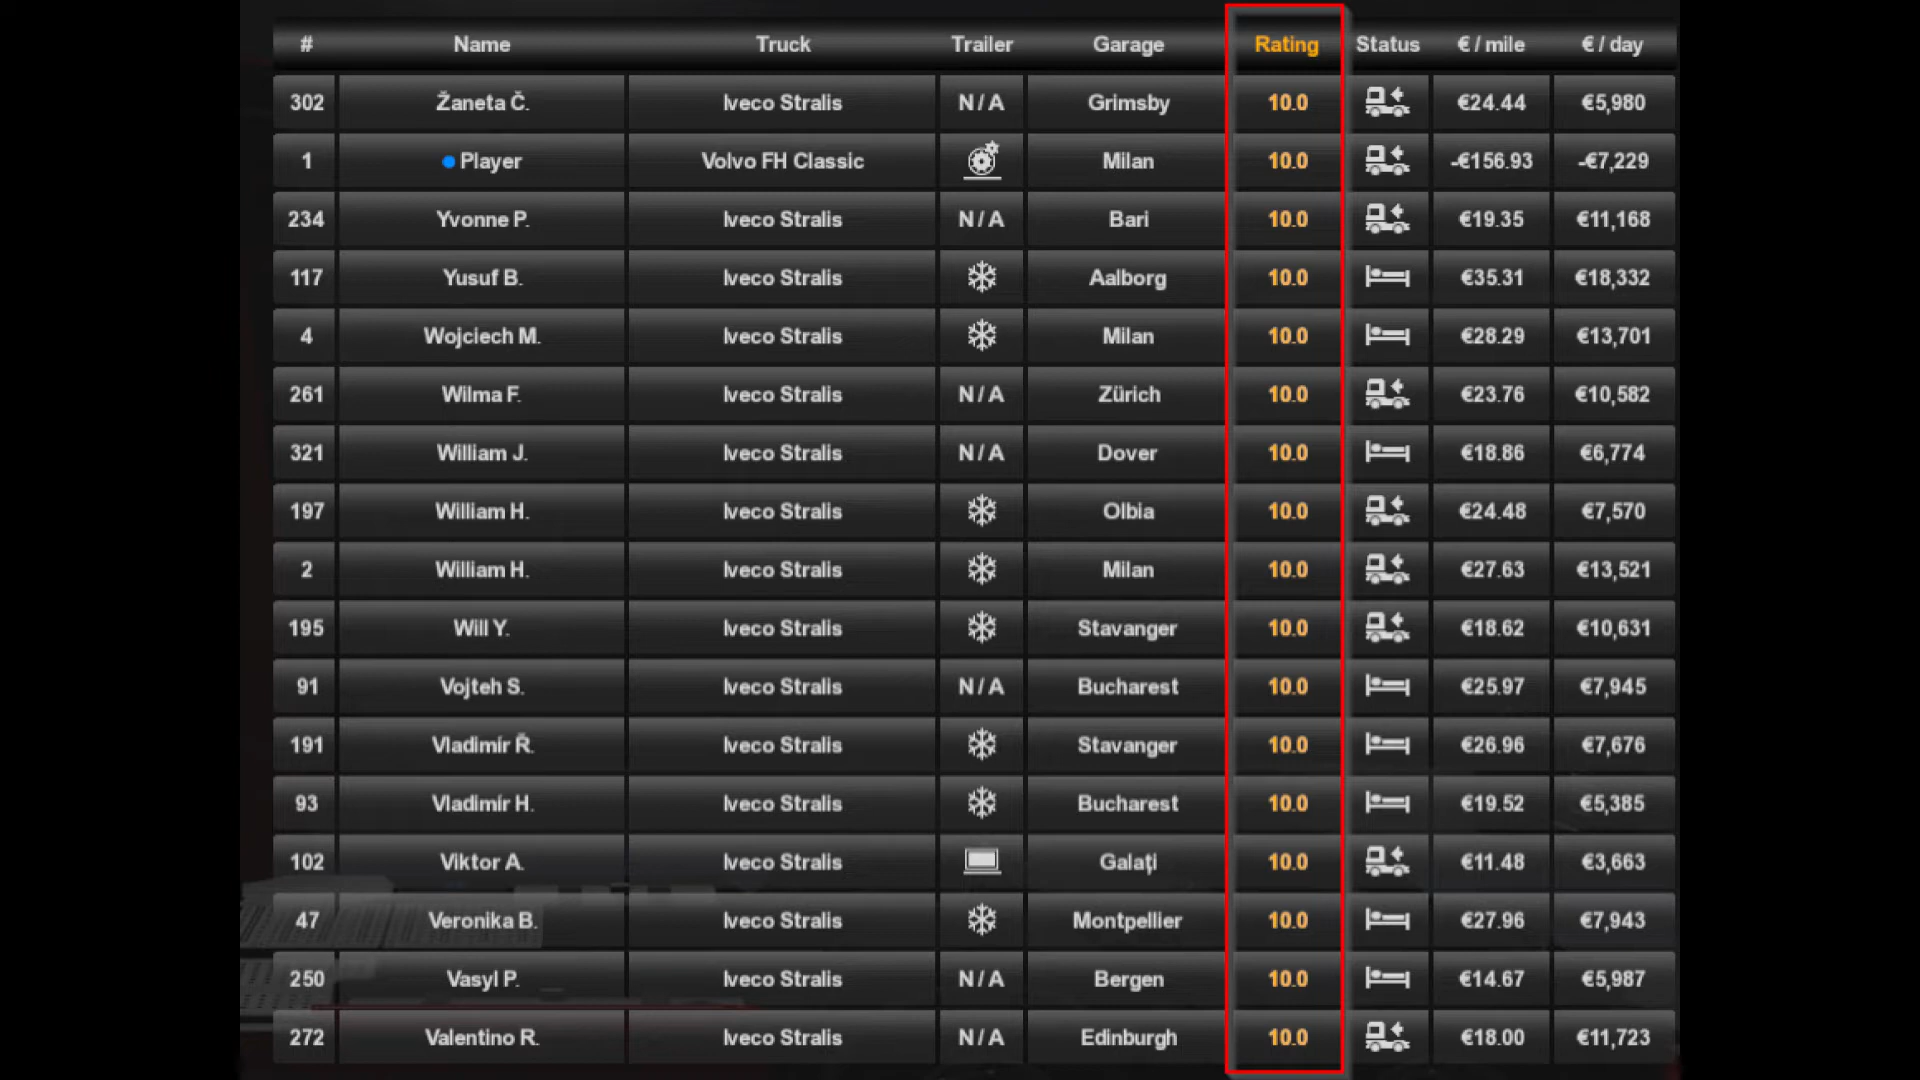 # Name Truck Trailer Garage Rating Status € / mile € / day
302 Žaneta Č. Iveco Stralis N / A Grimsby 10.0 €24.44 €5,980
1 Player Volvo FH Classic Milan 10.0 -€156.93 -€7,229
234 Yvonne P. Iveco Stralis N / A Bari 10.0 €19.35 €11,168
117 Yusuf B. Iveco Stralis Aalborg 10.0 €35.31 €18,332
4 Wojciech M. Iveco Stralis Milan 10.0 €28.29 €13,701
261 Wilma F. Iveco Stralis N / A Zürich 10.0 €23.76 €10,582
321 William J. Iveco Stralis N / A Dover 10.0 €18.86 €6,774
197 William H. Iveco Stralis Olbia 10.0 €24.48 €7,570
2 William H. Iveco Stralis Milan 10.0 €27.63 €13,521
195 Will Y. Iveco Stralis Stavanger 10.0 €18.62 €10,631
91 Vojteh S. Iveco Stralis N / A Bucharest 10.0 €25.97 €7,945
191 Vladimír Ř. Iveco Stralis Stavanger 10.0 €26.96 €7,676
93 Vladimír H. Iveco Stralis Bucharest 10.0 €19.52 €5,385
102 Viktor A. Iveco Stralis Galați 10.0 €11.48 €3,663
47 Veronika B. Iveco Stralis Montpellier 10.0 €27.96 €7,943
250 Vasyl P. Iveco Stralis N / A Bergen 10.0 €14.67 €5,987
272 Valentino R. Iveco Stralis N / A Edinburgh 10.0 €18.00 €11,723